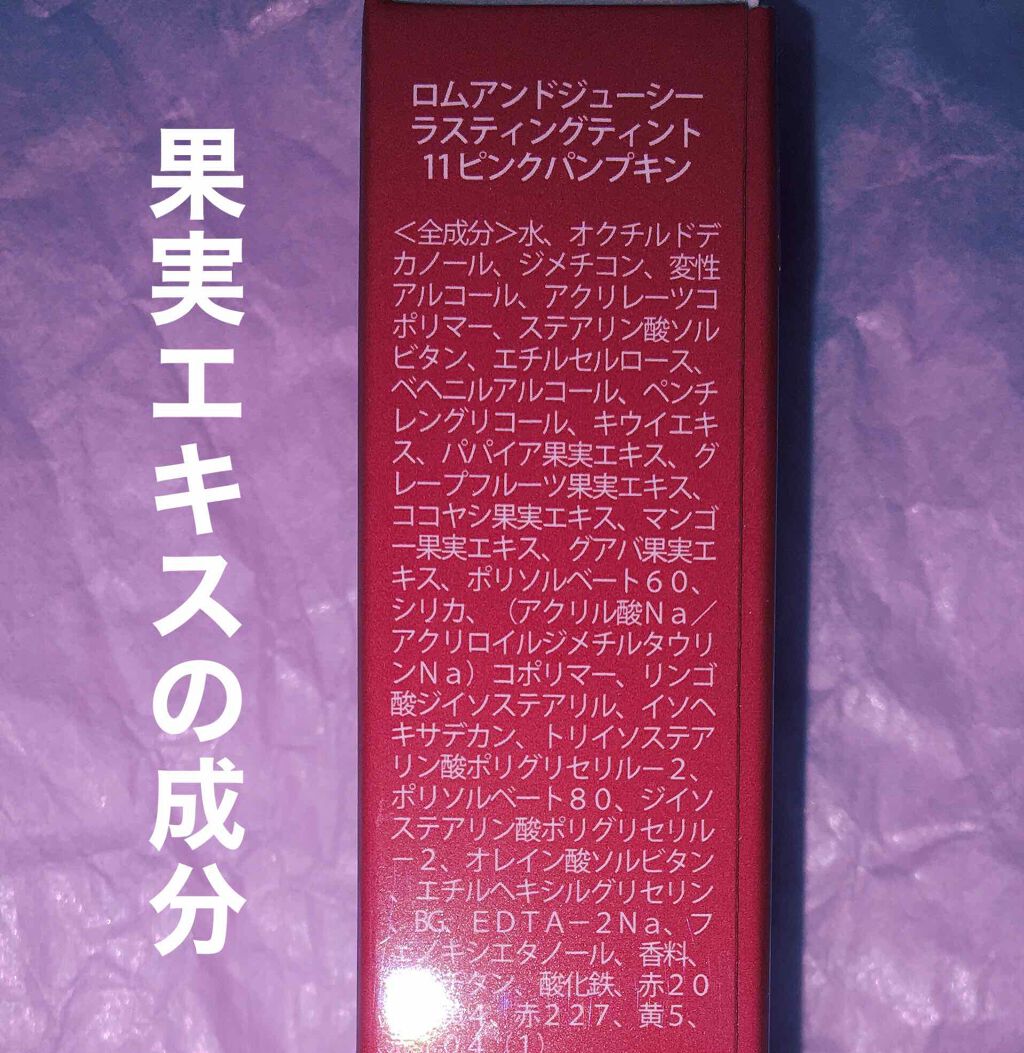 果実エキスの成分
ロムアンドジューシー
ラスティングティント
11ピンクパンプキン
＜全成分＞水、オクチルドデ
カノール、ジメチコン、変性
アルコール、アクリレーツコ
ポリマー、ステアリン酸ソル
ビタン、エチルセルロース、
ベヘニルアルコール、ペンチ
レングリコール、キウイエキ
ス、パパイア果実エキス、グ
レープフルーツ果実エキス、
ココヤシ果実エキス、マンゴ
ー果実エキス、グアバ果実エ
キス、ポリソルベート６０、
シリカ、（アクリル酸Ｎａ／
アクリロイルジメチルタウリ
ンＮａ）コポリマー、リンゴ
酸ジイソステアリル、イソヘ
キサデカン、トリイソステア
リン酸ポリグリセリル－２、
ポリソルベート８０、ジイソ
ステアリン酸ポリグリセリル
－２、オレイン酸ソルビタン
、エチルヘキシルグリセリン
、BG、ＥＤＴＡ－２Ｎａ、フ
ェノキシエタノール、香料、
チタン、酸化鉄、赤２０
４、赤２２７、黄５、
０４（１）